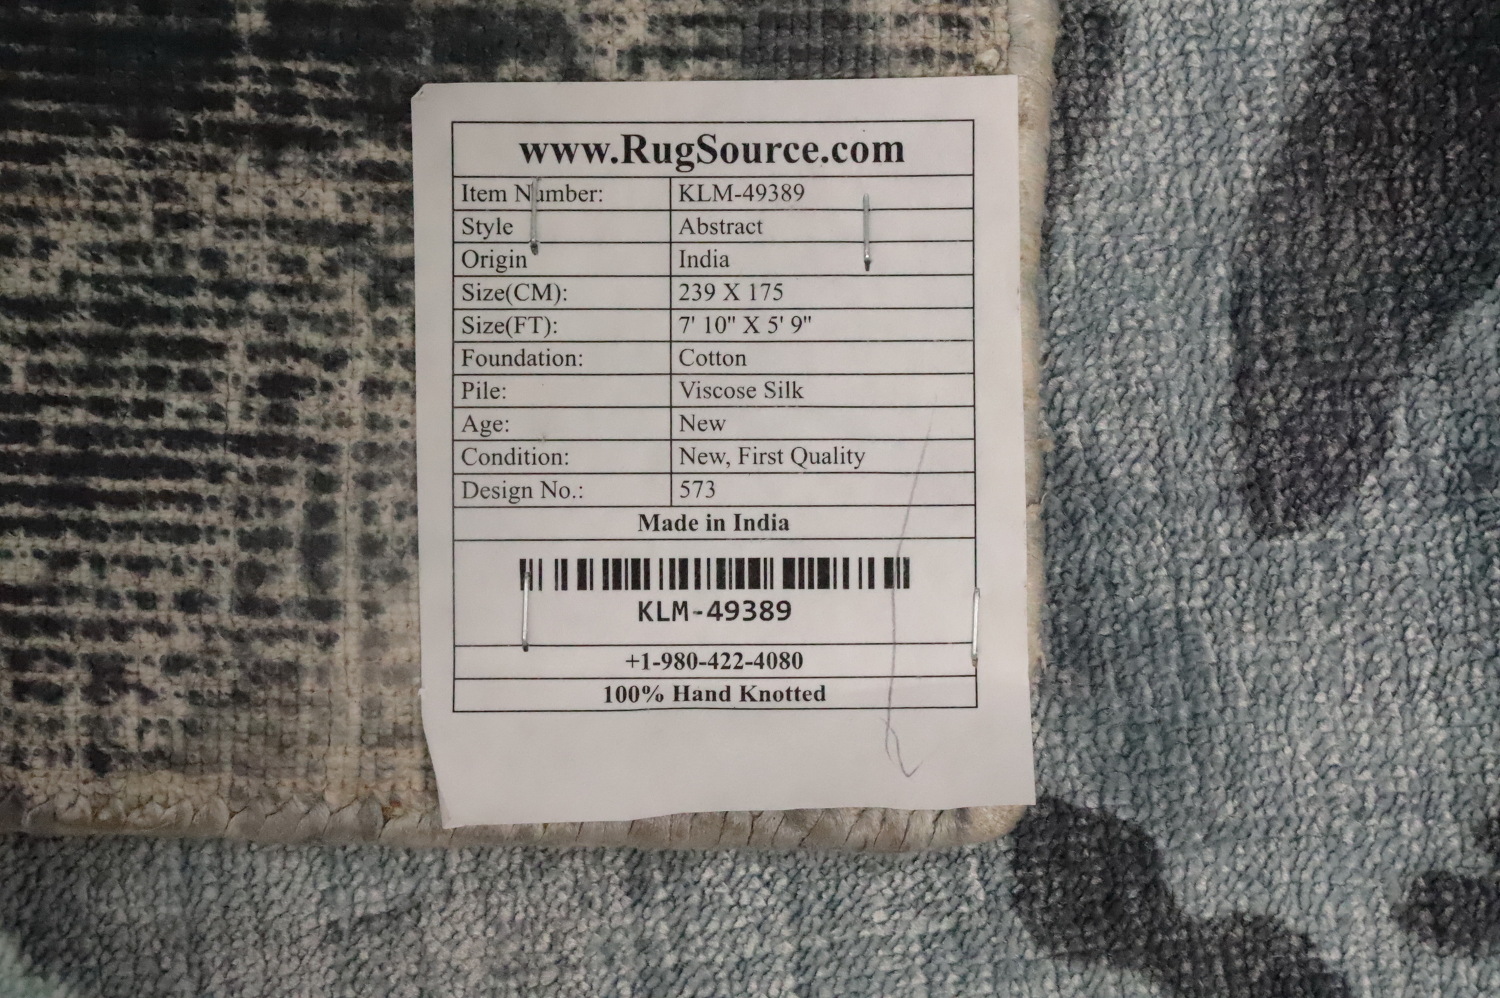 www.RugSource.com
Item Number: KLM-49389
Style Abstract
Origin India
Size(CM): 239 X 175
Size(FT): 7' 10" X 5' 9"
Foundation: Cotton
Pile: Viscose Silk
Age: New
Condition: New, First Quality
Design No.: 573
Made in India
KLM-49389
+1-980-422-4080
100% Hand Knotted